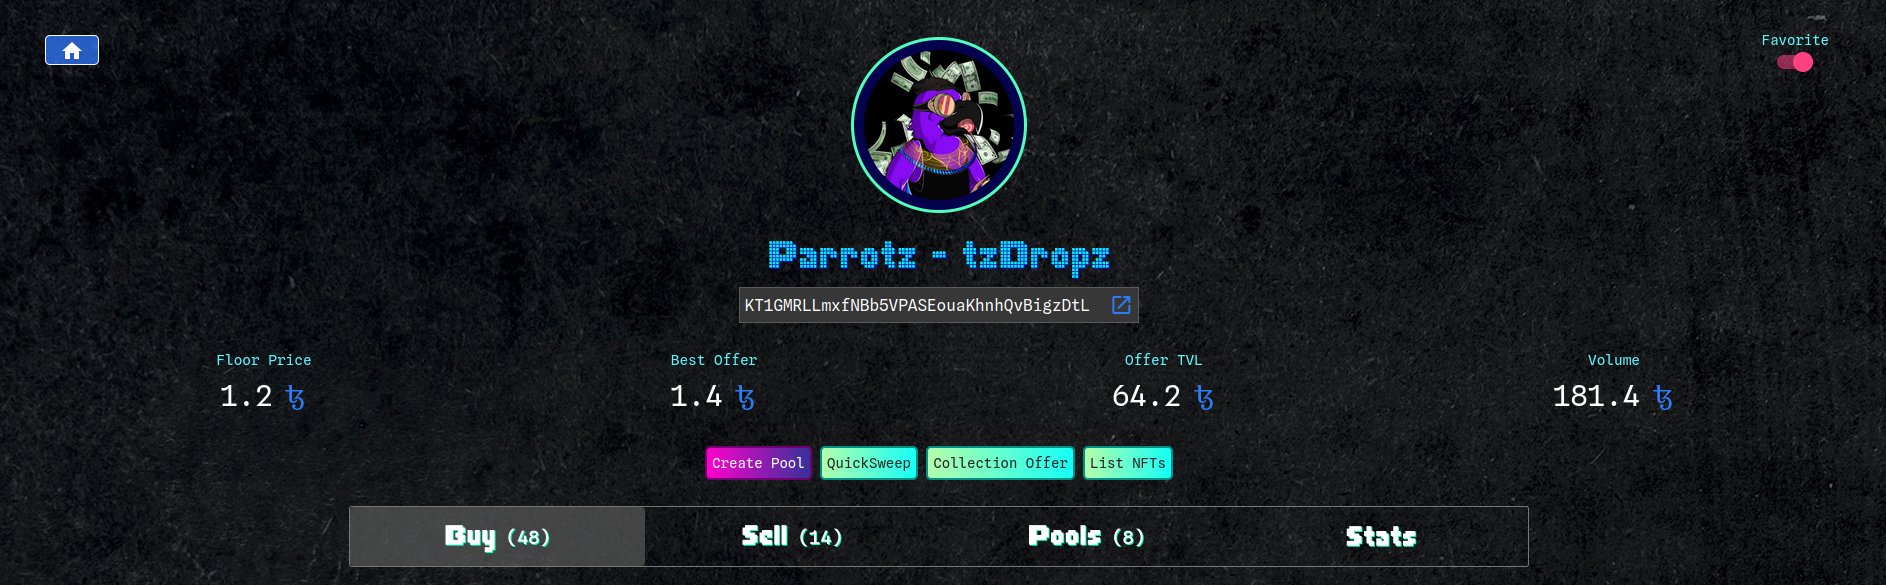 Favorite
Parrotz - tzDropz
KT1GMRLLmxfNBb5VPASEouaKhnhQvBigzDtL
Floor Price Best Offer Offer TVL Volume
1.2 ꜩ 1.4 ꜩ 64.2 ꜩ 181.4 ꜩ
Create Pool QuickSweep Collection Offer List NFTs
Buy (48) Sell (14) Pools (8) Stats